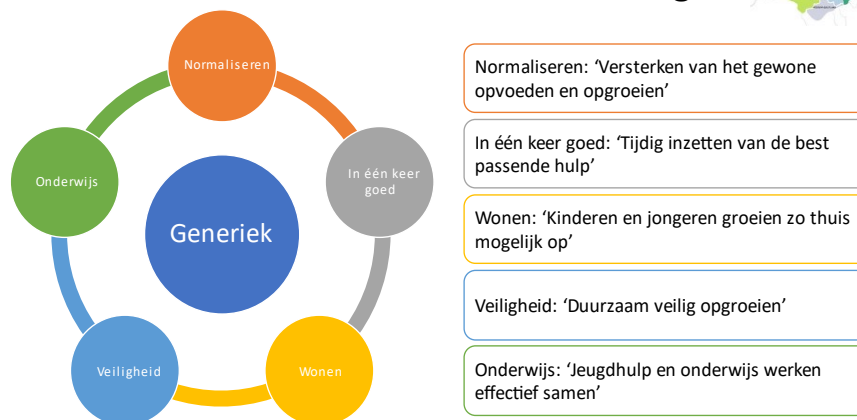 Normaliseren
In één keer
goed
Wonen
Veiligheid
Onderwijs
Generiek
Normaliseren: ‘Versterken van het gewone
opvoeden en opgroeien’
In één keer goed: ‘Tijdig inzetten van de best
passende hulp’
Wonen: ‘Kinderen en jongeren groeien zo thuis
mogelijk op’
Veiligheid: ‘Duurzaam veilig opgroeien’
Onderwijs: ‘Jeugdhulp en onderwijs werken
effectief samen’